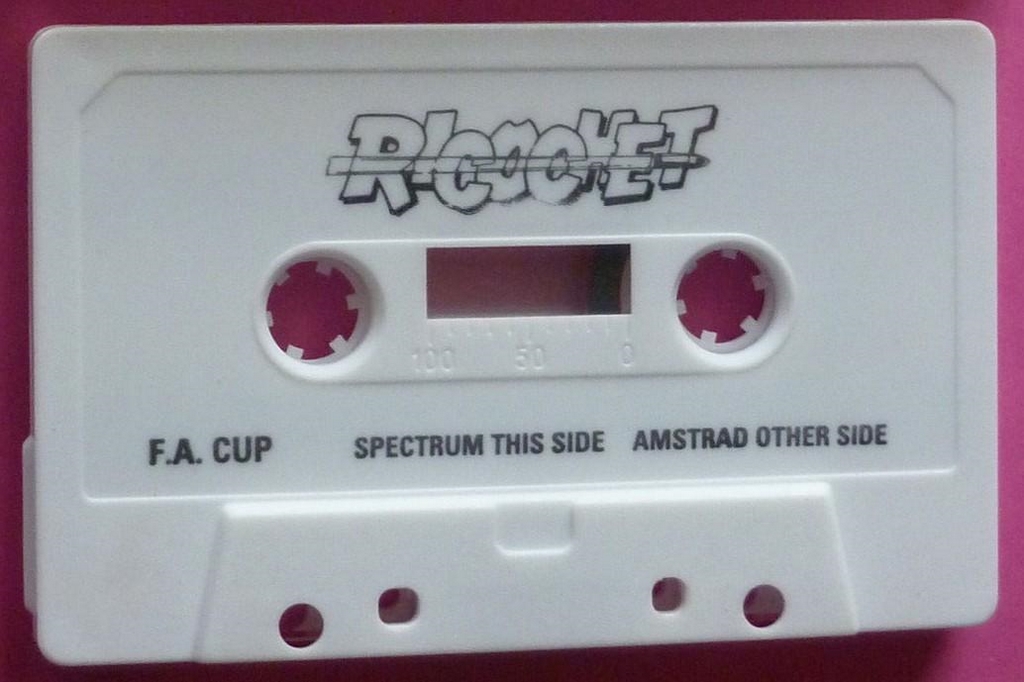 RICOCHET
100 50 0
F.A. CUP SPECTRUM THIS SIDE AMSTRAD OTHER SIDE